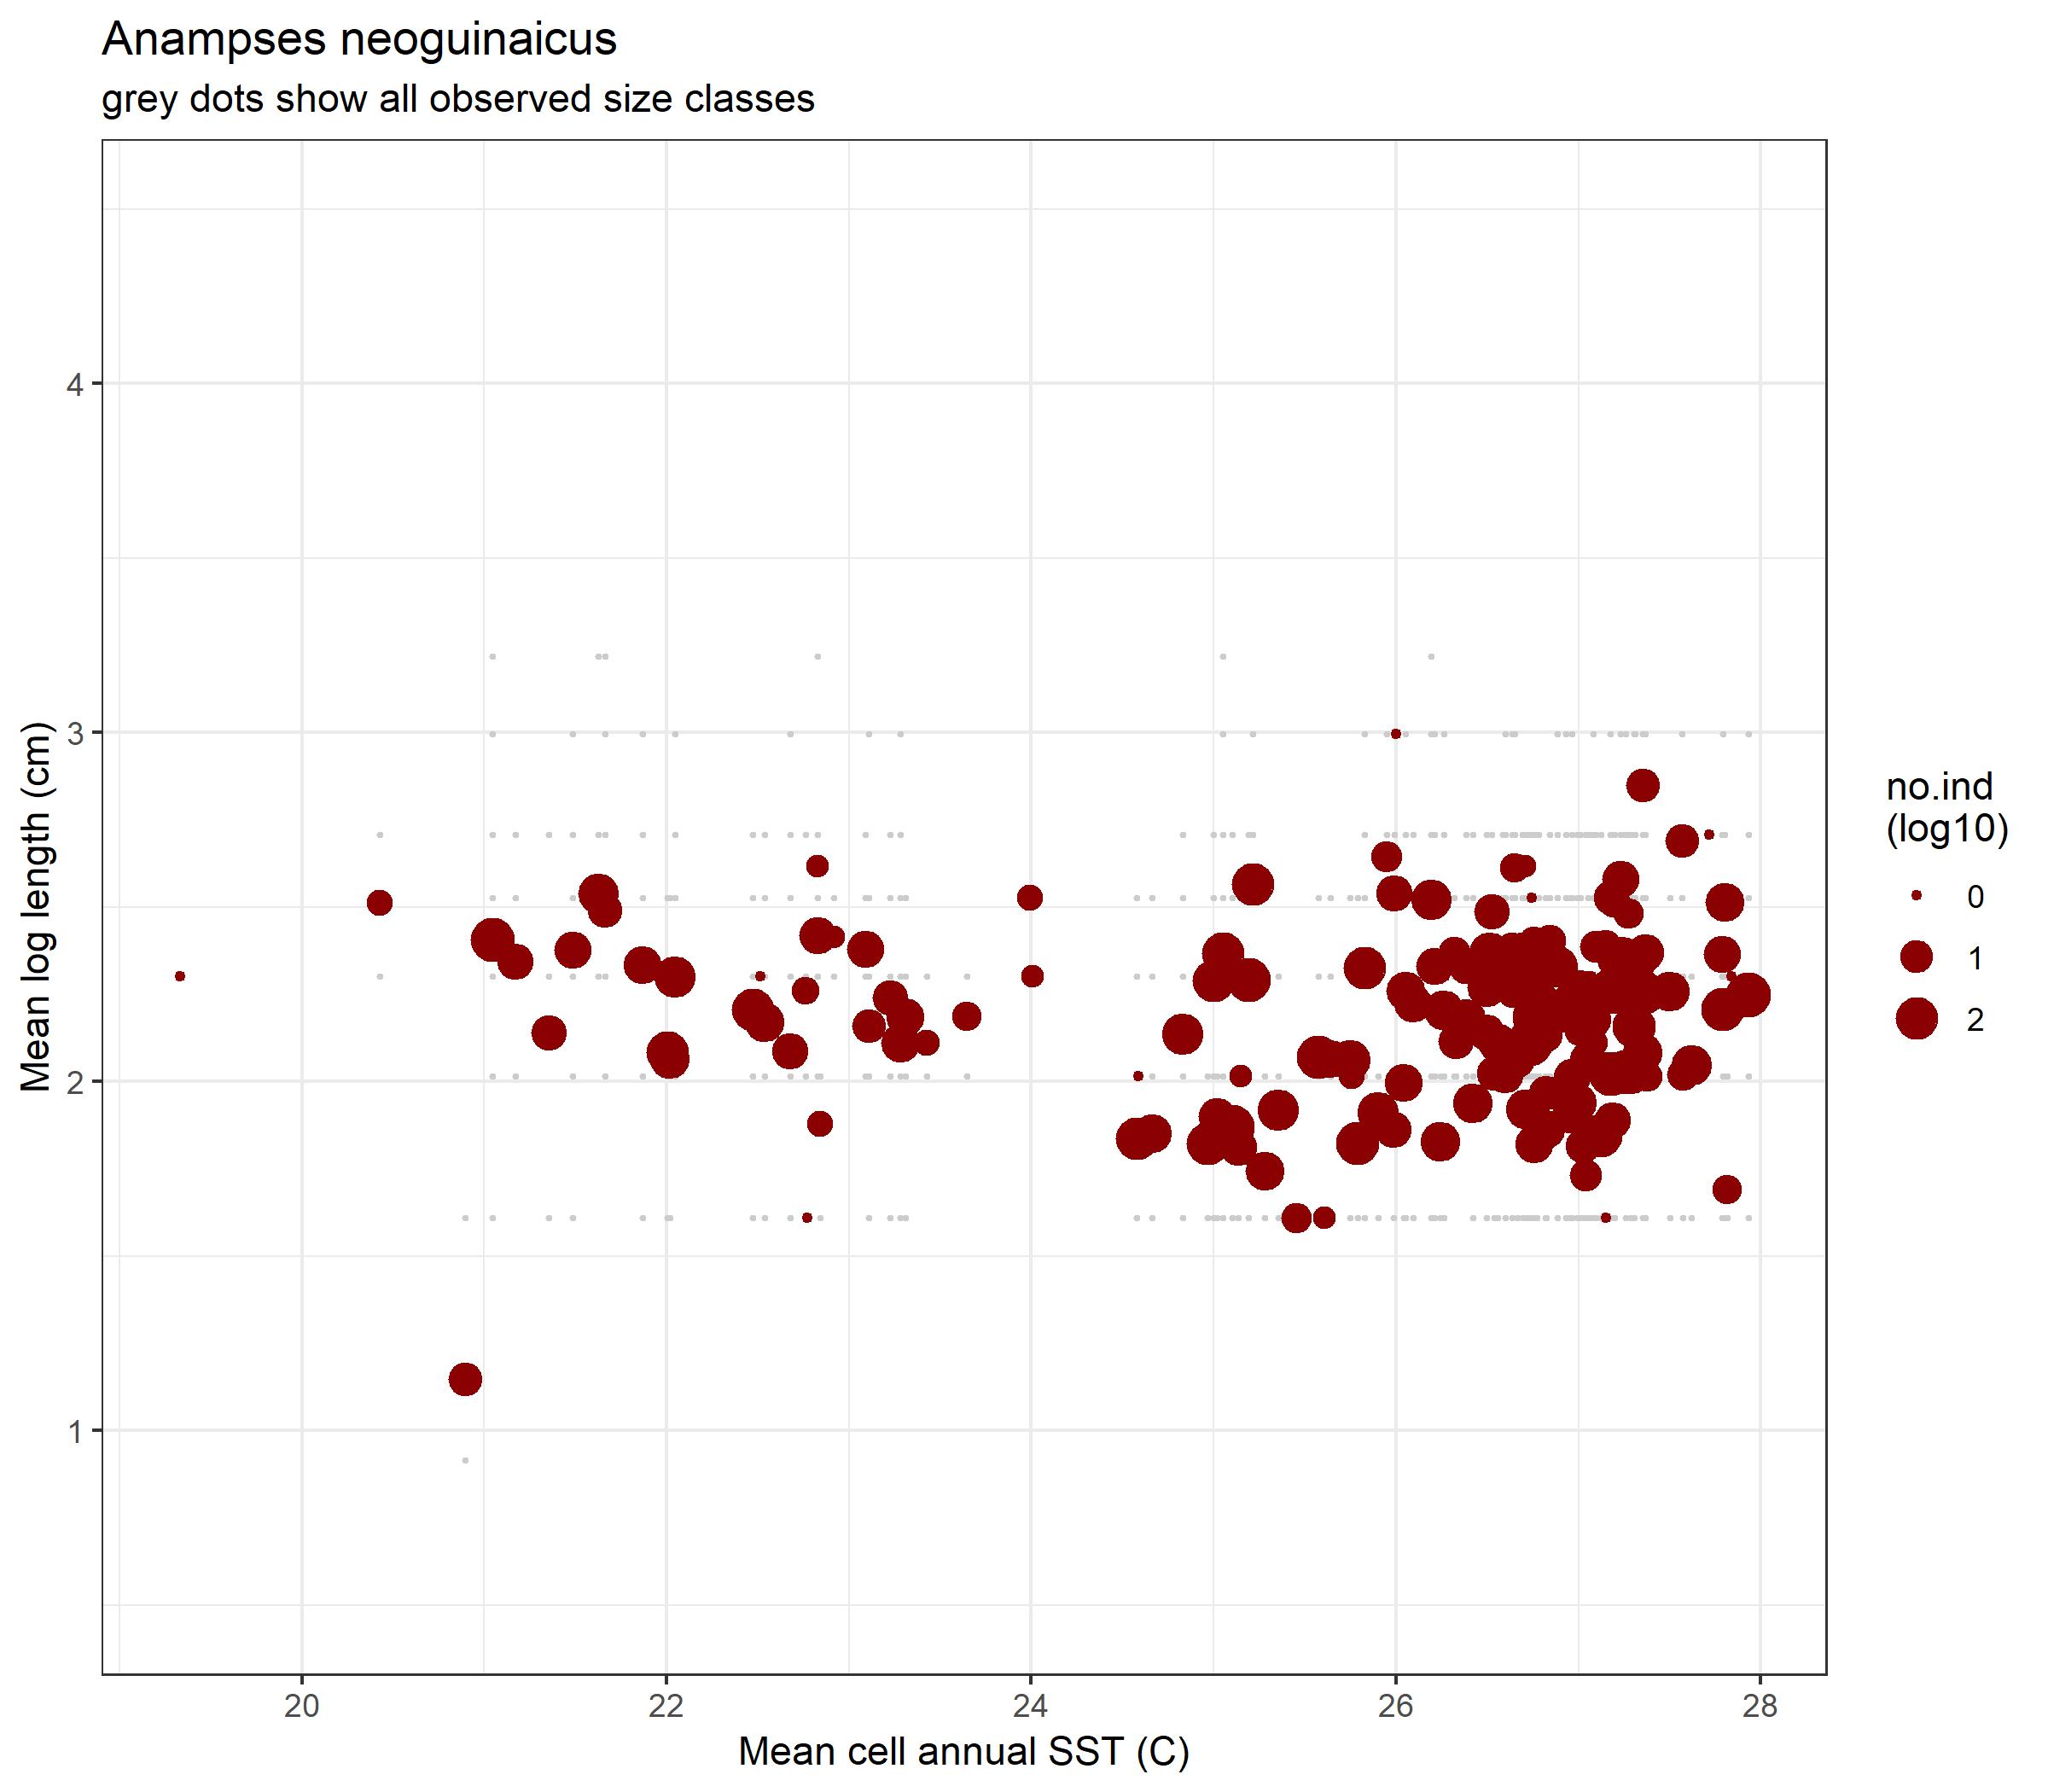 Anampses neoguinaicus
grey dots show all observed size classes
Mean log length (cm)
4
3
2
1
20
22
24
26
28
Mean cell annual SST (C)
no.ind
(log10)
0
1
2